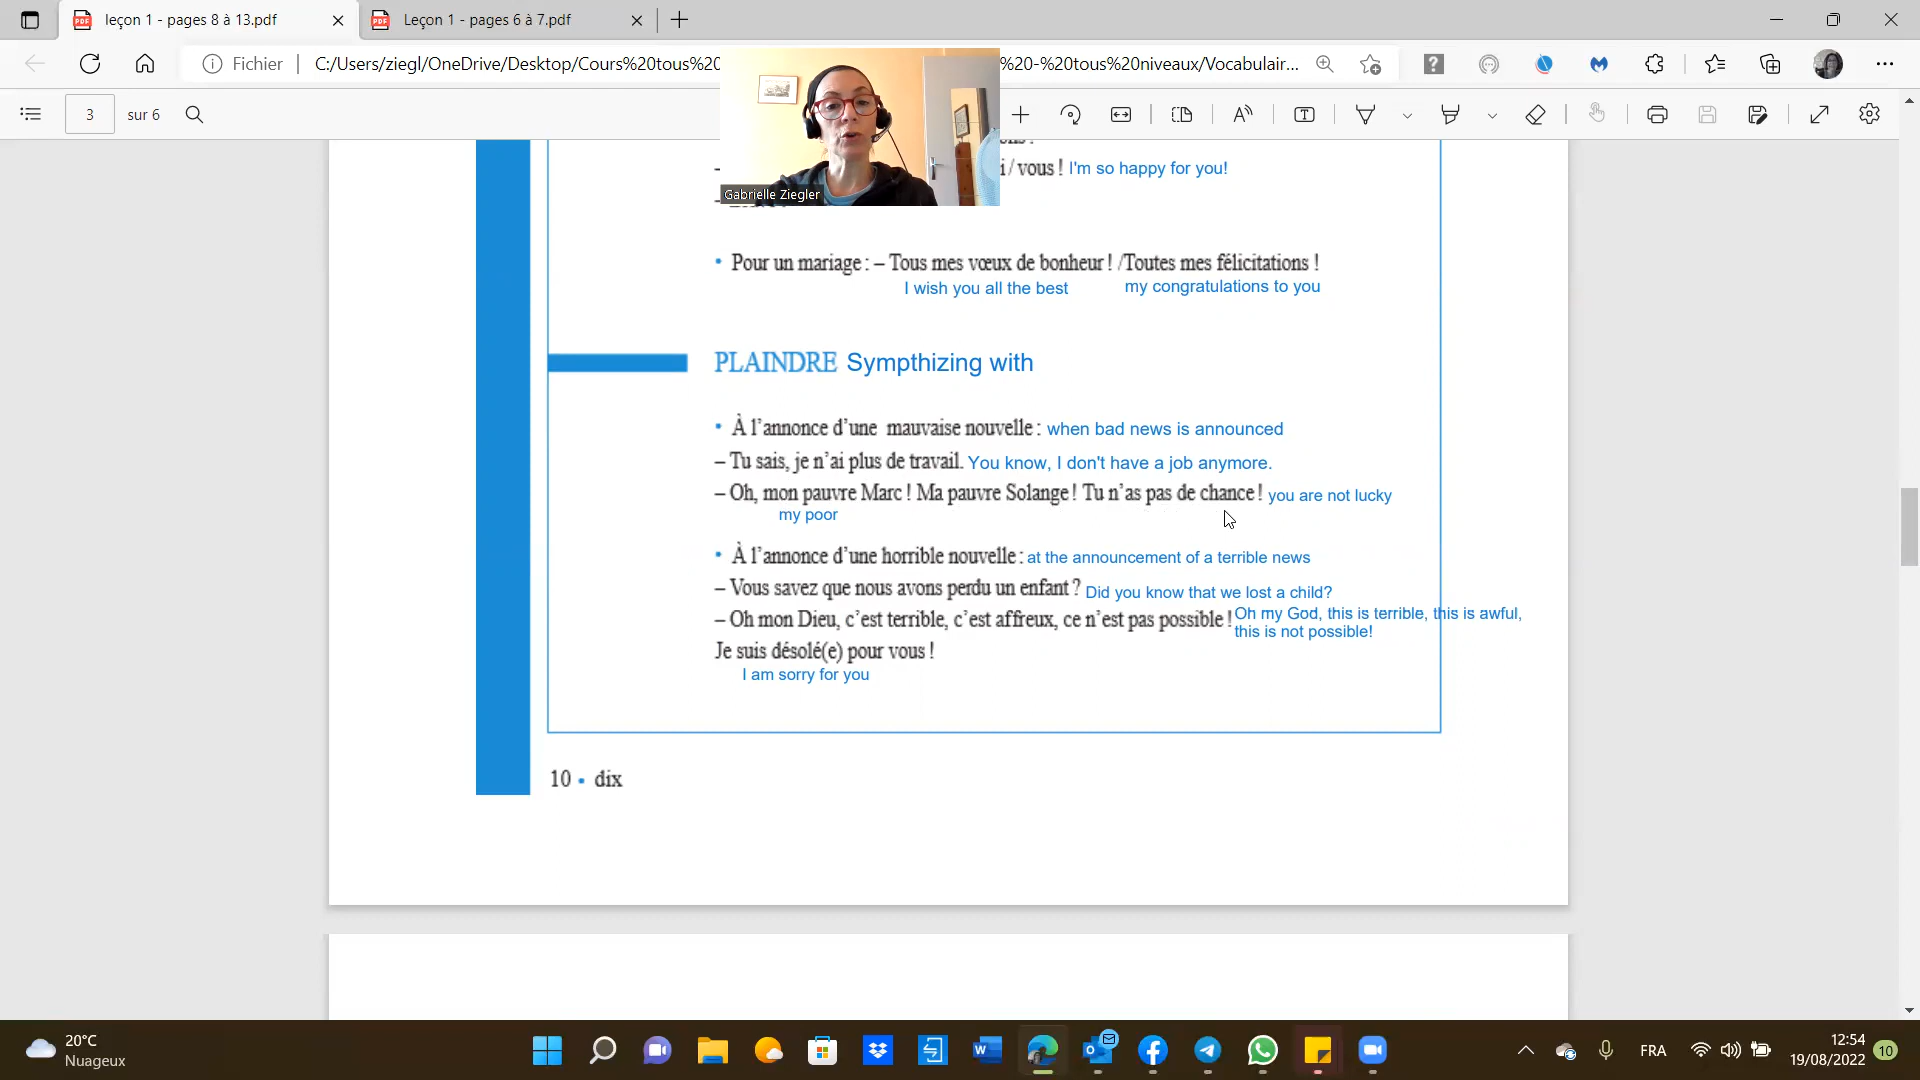 leçon 1 - pages 8 à 13.pdf
Leçon 1 - pages 6 à 7.pdf
Fichier
C:/Users/ziegl/OneDrive/Desktop/Cours%20tous%20
%20-%20tous%20niveaux/Vocabulair...
3 sur 6
Gabrielle Ziegler
i / vous ! I'm so happy for you!
• Pour un mariage : – Tous mes vœux de bonheur ! /Toutes mes félicitations !
I wish you all the best my congratulations to you
PLAINDRE Sympthizing with
• À l'annonce d'une mauvaise nouvelle : when bad news is announced
– Tu sais, je n'ai plus de travail. You know, I don't have a job anymore.
– Oh, mon pauvre Marc ! Ma pauvre Solange ! Tu n'as pas de chance ! you are not lucky
my poor
• À l'annonce d'une horrible nouvelle : at the announcement of a terrible news
– Vous savez que nous avons perdu un enfant ? Did you know that we lost a child?
– Oh mon Dieu, c'est terrible, c'est affreux, ce n'est pas possible ! Oh my God, this is terrible, this is awful,
this is not possible!
Je suis désolé(e) pour vous !
I am sorry for you
10 • dix
20°C
Nuageux
FRA
12:54
19/08/2022
10